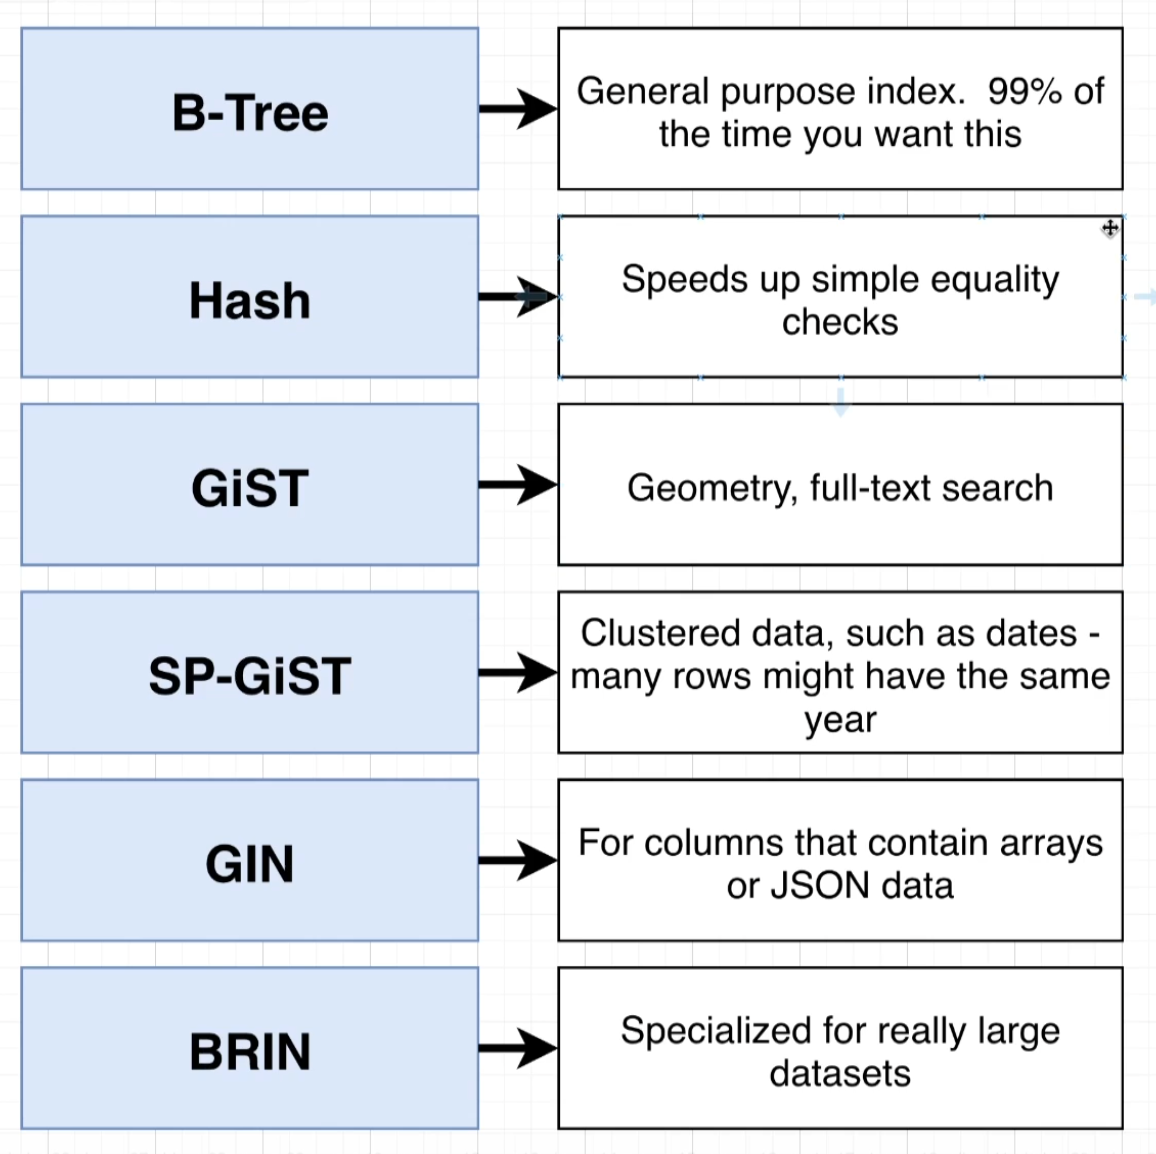 B-Tree
General purpose index.  99% of
the time you want this
Hash
Speeds up simple equality
checks
GiST
Geometry, full-text search
SP-GiST
Clustered data, such as dates -
many rows might have the same
year
GIN
For columns that contain arrays
or JSON data
BRIN
Specialized for really large
datasets